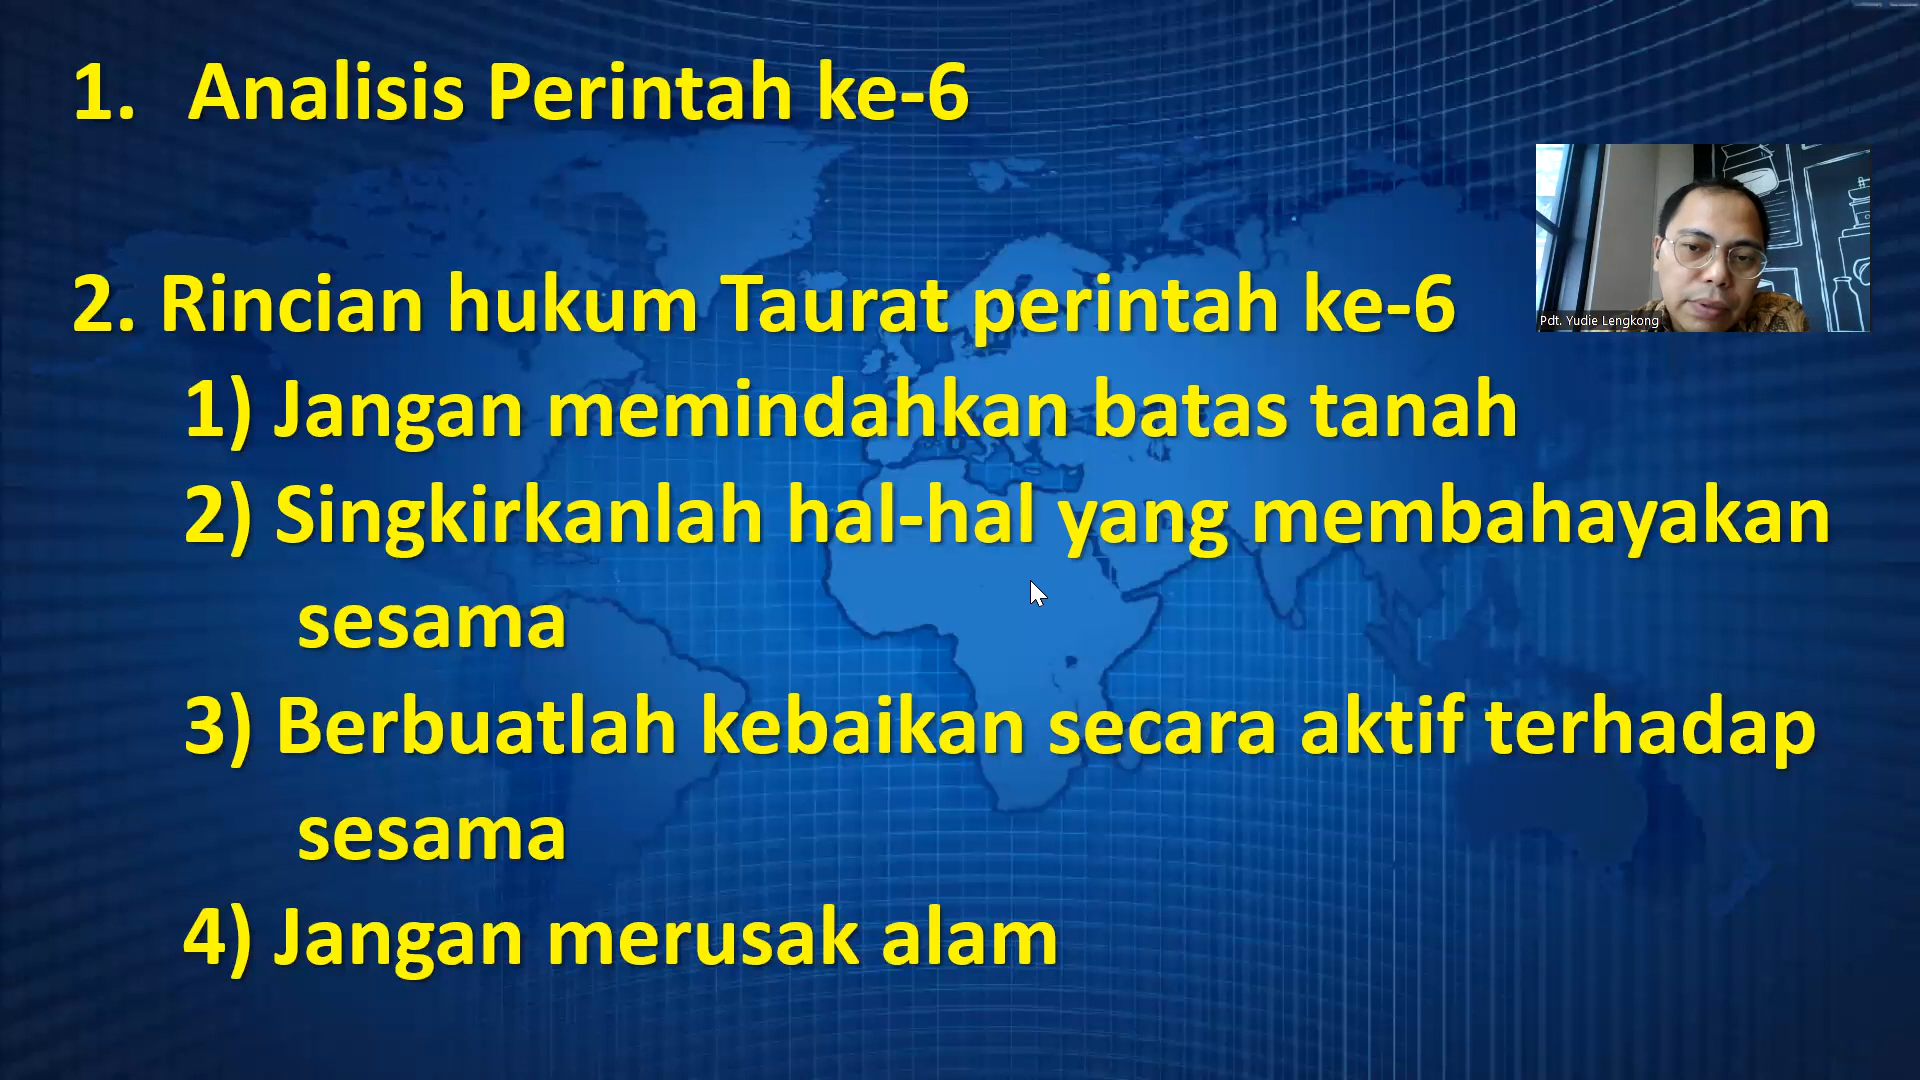 1. Analisis Perintah ke-6
Pdt. Yudie Lengkong
2. Rincian hukum Taurat perintah ke-6
1) Jangan memindahkan batas tanah
2) Singkirkanlah hal-hal yang membahayakan
sesama
3) Berbuatlah kebaikan secara aktif terhadap
sesama
4) Jangan merusak alam